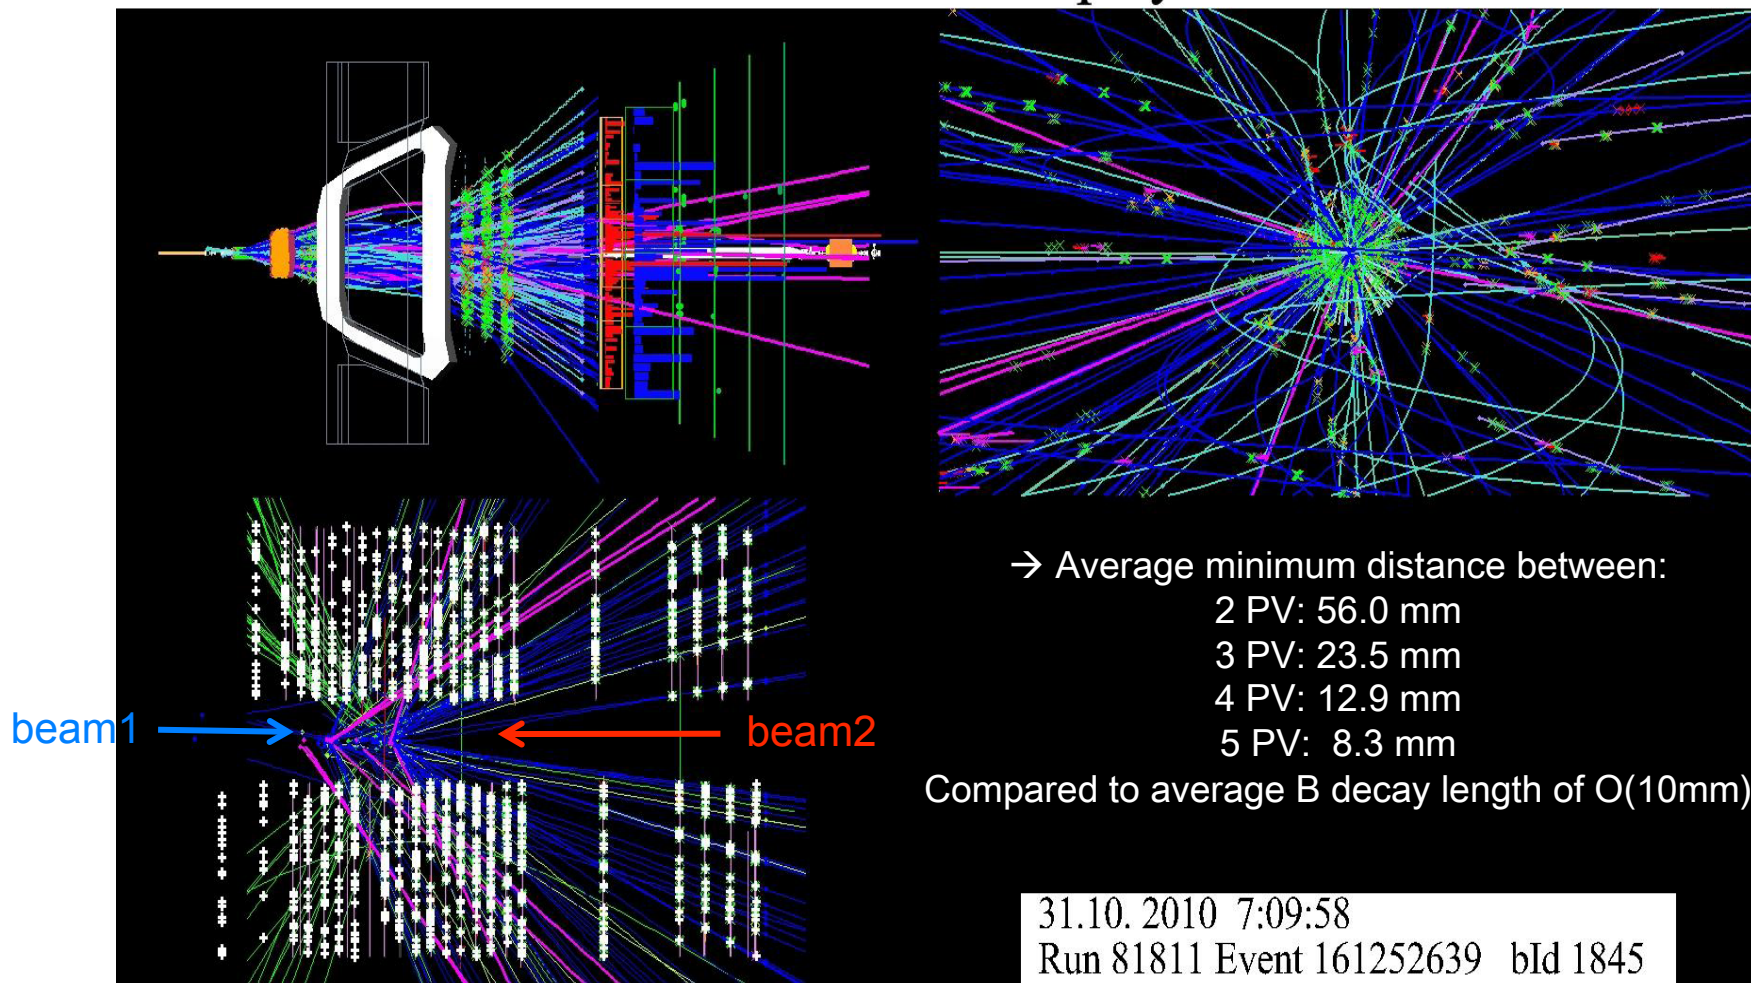 beam1
beam2
→ Average minimum distance between:
2 PV: 56.0 mm
3 PV: 23.5 mm
4 PV: 12.9 mm
5 PV: 8.3 mm
Compared to average B decay length of O(10mm)
31.10. 2010 7:09:58
Run 81811 Event 161252639 bId 1845